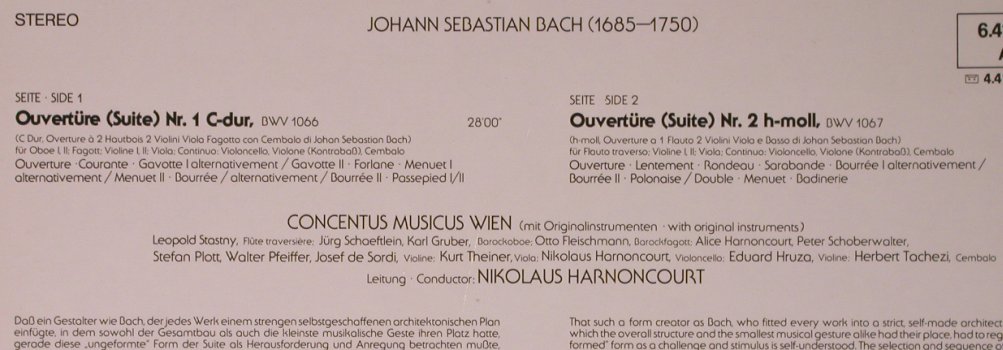 STEREO
JOHANN SEBASTIAN BACH (1685—1750)
6.4
4.4
SEITE · SIDE 1
Ouvertüre (Suite) Nr. 1 C-dur, BWV 1066 28'00"
(C Dur, Overture à 2 Hautbois 2 Violini Viola Fagotto con Cembalo di Johan Sebastian Bach)
für Oboe I, II; Fagott; Violine I, II; Viola; Continuo: Violoncello, Violone (Kontrabaß), Cembalo
Ouverture · Courante · Gavotte I alternativement / Gavotte II · Forlane · Menuet I
alternativement / Menuet II · Bourrée / alternativement / Bourrée II · Passepied I/II
SEITE SIDE 2
Ouvertüre (Suite) Nr. 2 h-moll, BWV 1067
(h-moll, Ouverture a 1 Flauto 2 Violini Viola e Basso di Johann Sebastian Bach)
für Flauto traverso; Violine I, II; Viola; Continuo: Violoncello, Violone (Kontrabaß), Cembalo
Ouverture · Lentement · Rondeau · Sarabande · Bourrée I alternativement /
Bourrée II · Polonaise / Double · Menuet · Badinerie
CONCENTUS MUSICUS WIEN (mit Originalinstrumenten · with original instruments)
Leopold Stastny, Flûte traversière; Jürg Schaeftlein, Karl Gruber, Barockoboe; Otto Fleischmann, Barockfagott; Alice Harnoncourt, Peter Schoberwalter,
Stefan Plott, Walter Pfeiffer, Josef de Sordi, Violine; Kurt Theiner, Viola; Nikolaus Harnoncourt, Violoncello; Eduard Hruza, Violine; Herbert Tachezi, Cembalo
Leitung · Conductor: NIKOLAUS HARNONCOURT
Daß ein Gestalter wie Bach, der jedes Werk einem strengen selbstgeschaffenen architektonischen Plan
einfügte, in dem sowohl der Gesamtbau als auch die kleinste musikalische Geste ihren Platz hatte,
gerade diese „ungeformte" Form der Suite als Herausforderung und Anregung betrachten mußte,
That such a form creator as Bach, who fitted every work into a strict, self-made architect
which the overall structure and the smallest musical gesture alike had their place, had to reg
formed" form as a challenge and stimulus is self-understood. The selection and sequence o